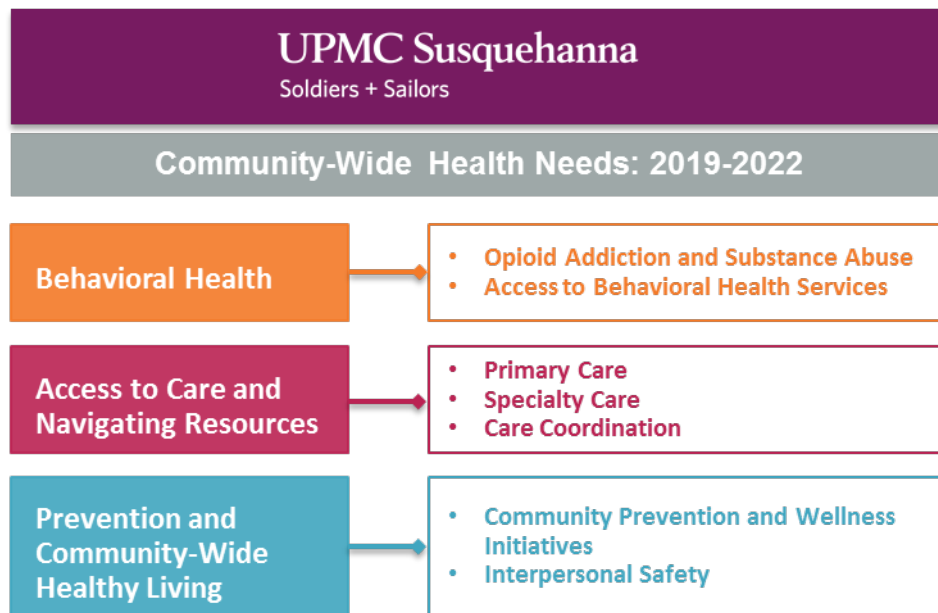 UPMC Susquehanna
Soldiers + Sailors
Community-Wide Health Needs: 2019-2022
Behavioral Health
• Opioid Addiction and Substance Abuse
• Access to Behavioral Health Services
Access to Care and
Navigating Resources
• Primary Care
• Specialty Care
• Care Coordination
Prevention and
Community-Wide
Healthy Living
• Community Prevention and Wellness
Initiatives
• Interpersonal Safety